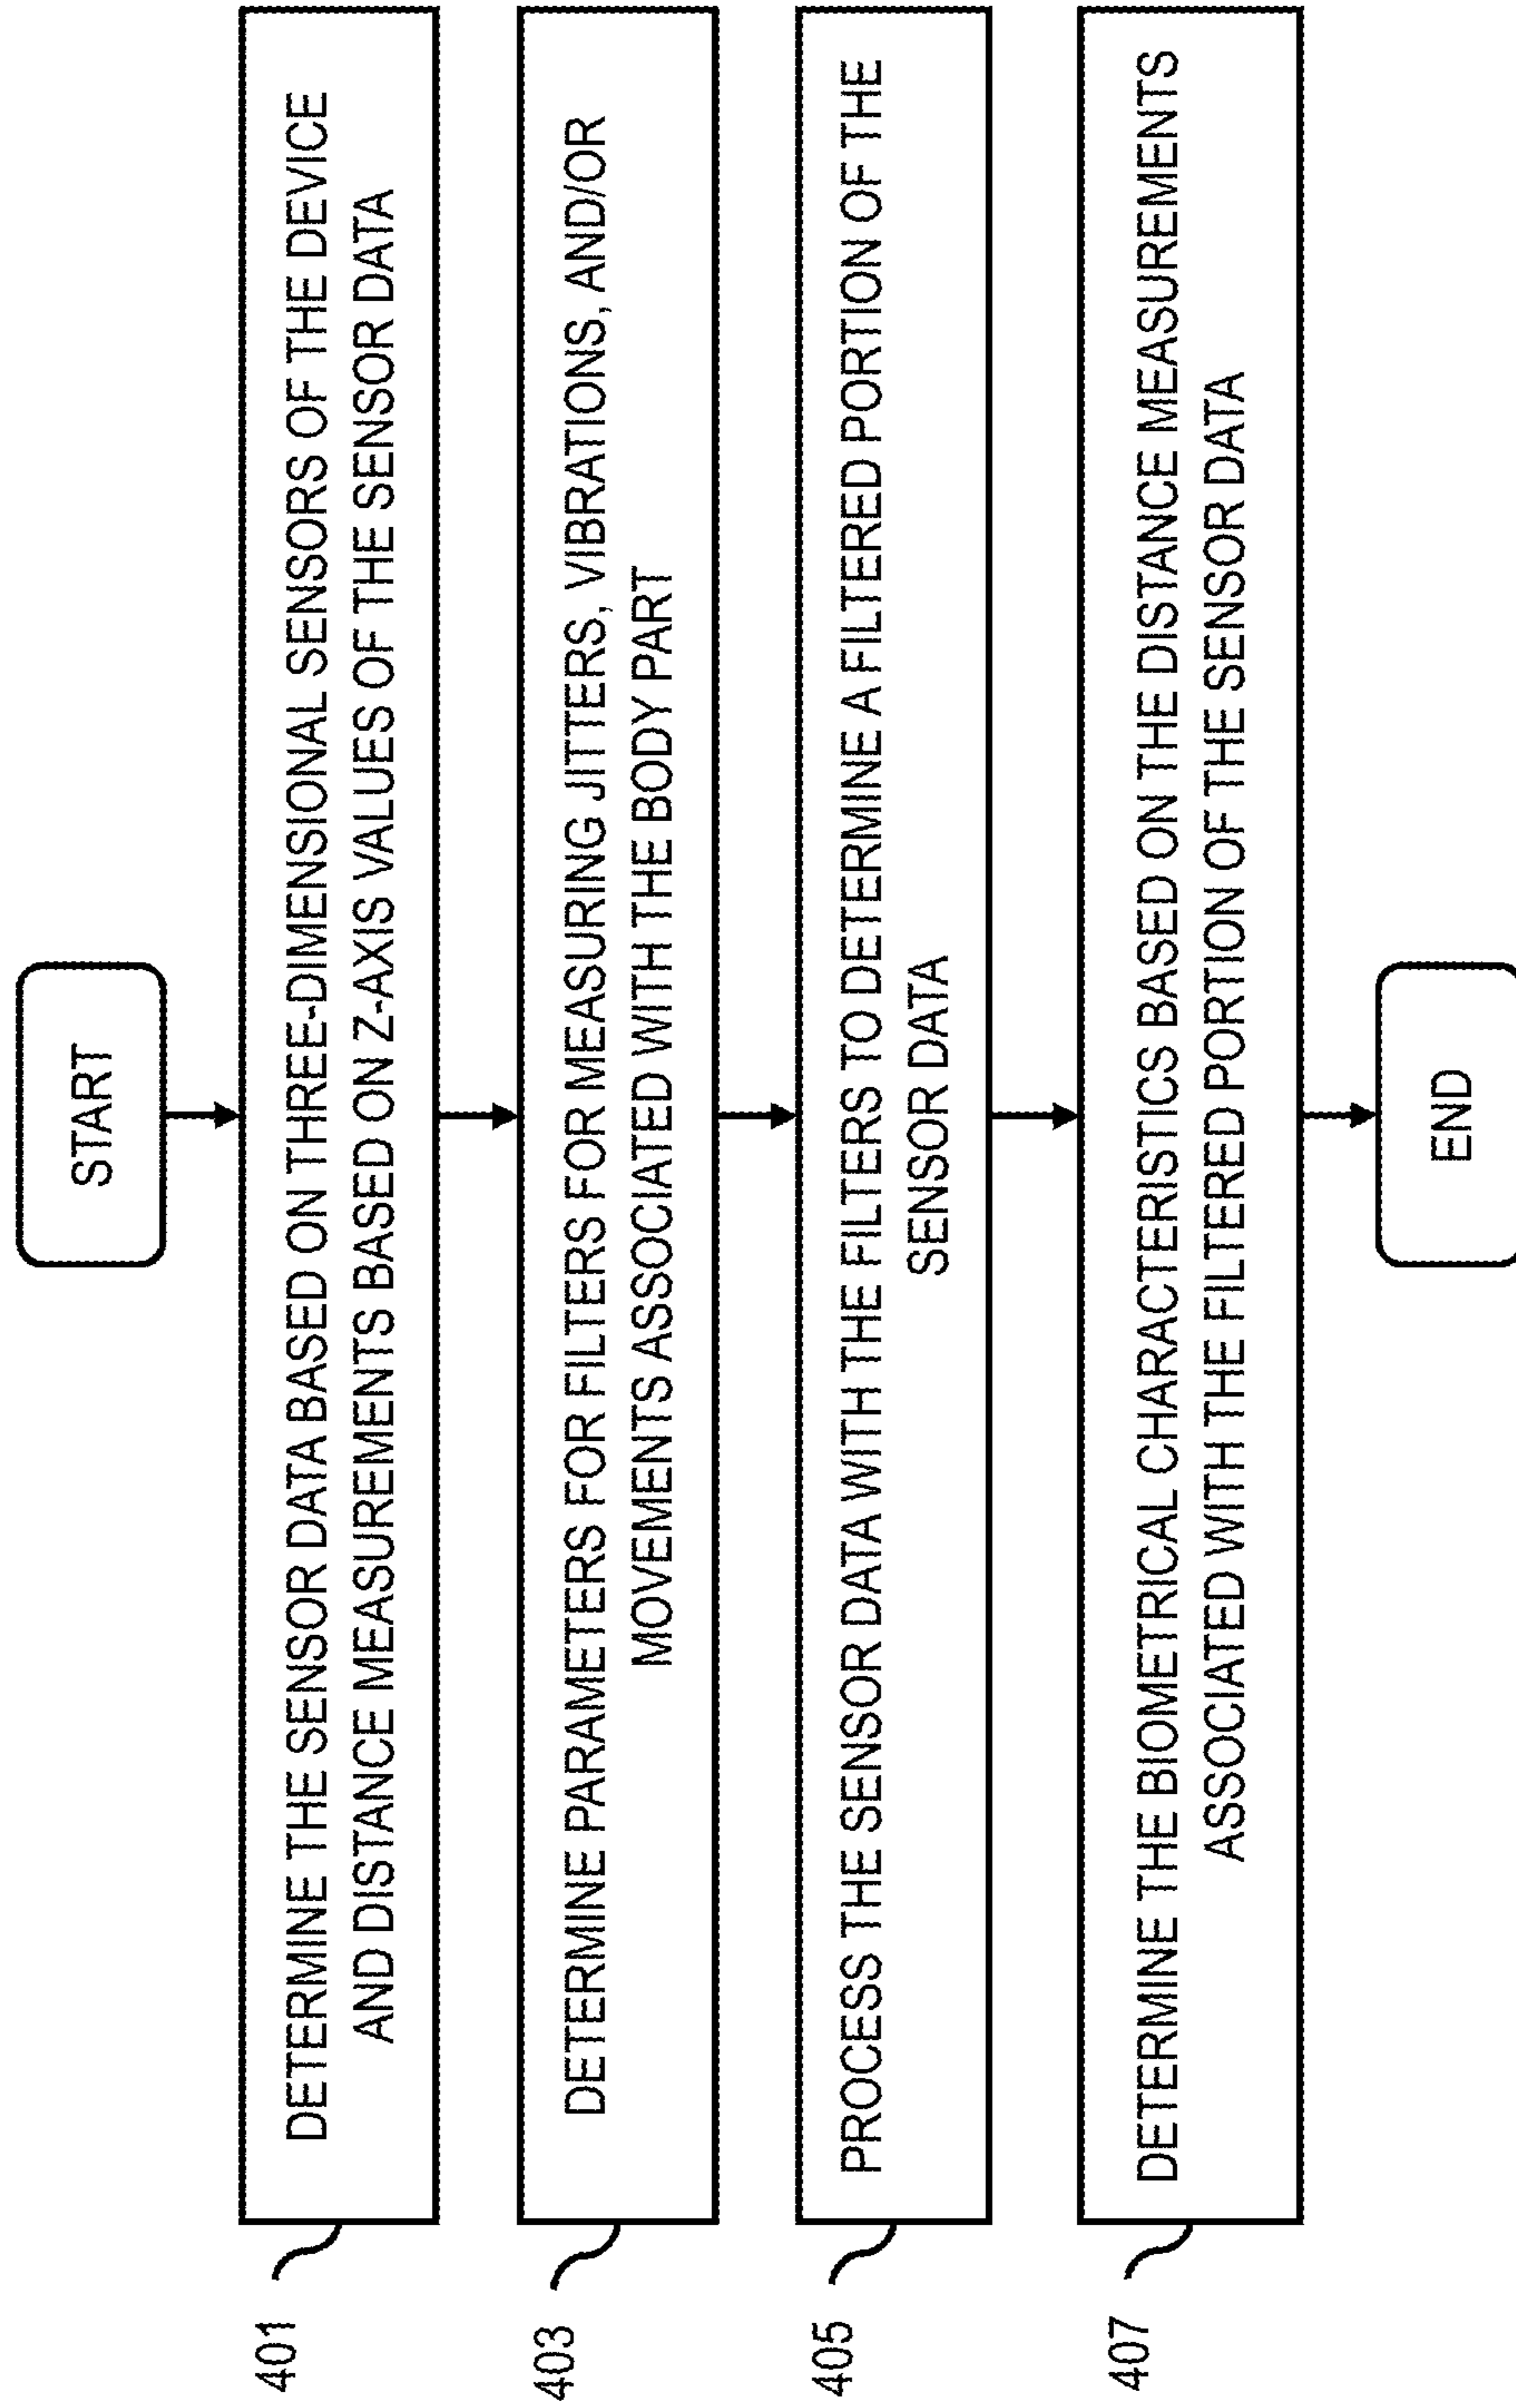 START
401
DETERMINE THE SENSOR DATA BASED ON THREE-DIMENSIONAL SENSORS OF THE DEVICE
AND DISTANCE MEASUREMENTS BASED ON Z-AXIS VALUES OF THE SENSOR DATA
403
DETERMINE PARAMETERS FOR FILTERS FOR MEASURING JITTERS, VIBRATIONS, AND/OR
MOVEMENTS ASSOCIATED WITH THE BODY PART
405
PROCESS THE SENSOR DATA WITH THE FILTERS TO DETERMINE A FILTERED PORTION OF THE
SENSOR DATA
407
DETERMINE THE BIOMETRICAL CHARACTERISTICS BASED ON THE DISTANCE MEASUREMENTS
ASSOCIATED WITH THE FILTERED PORTION OF THE SENSOR DATA
END